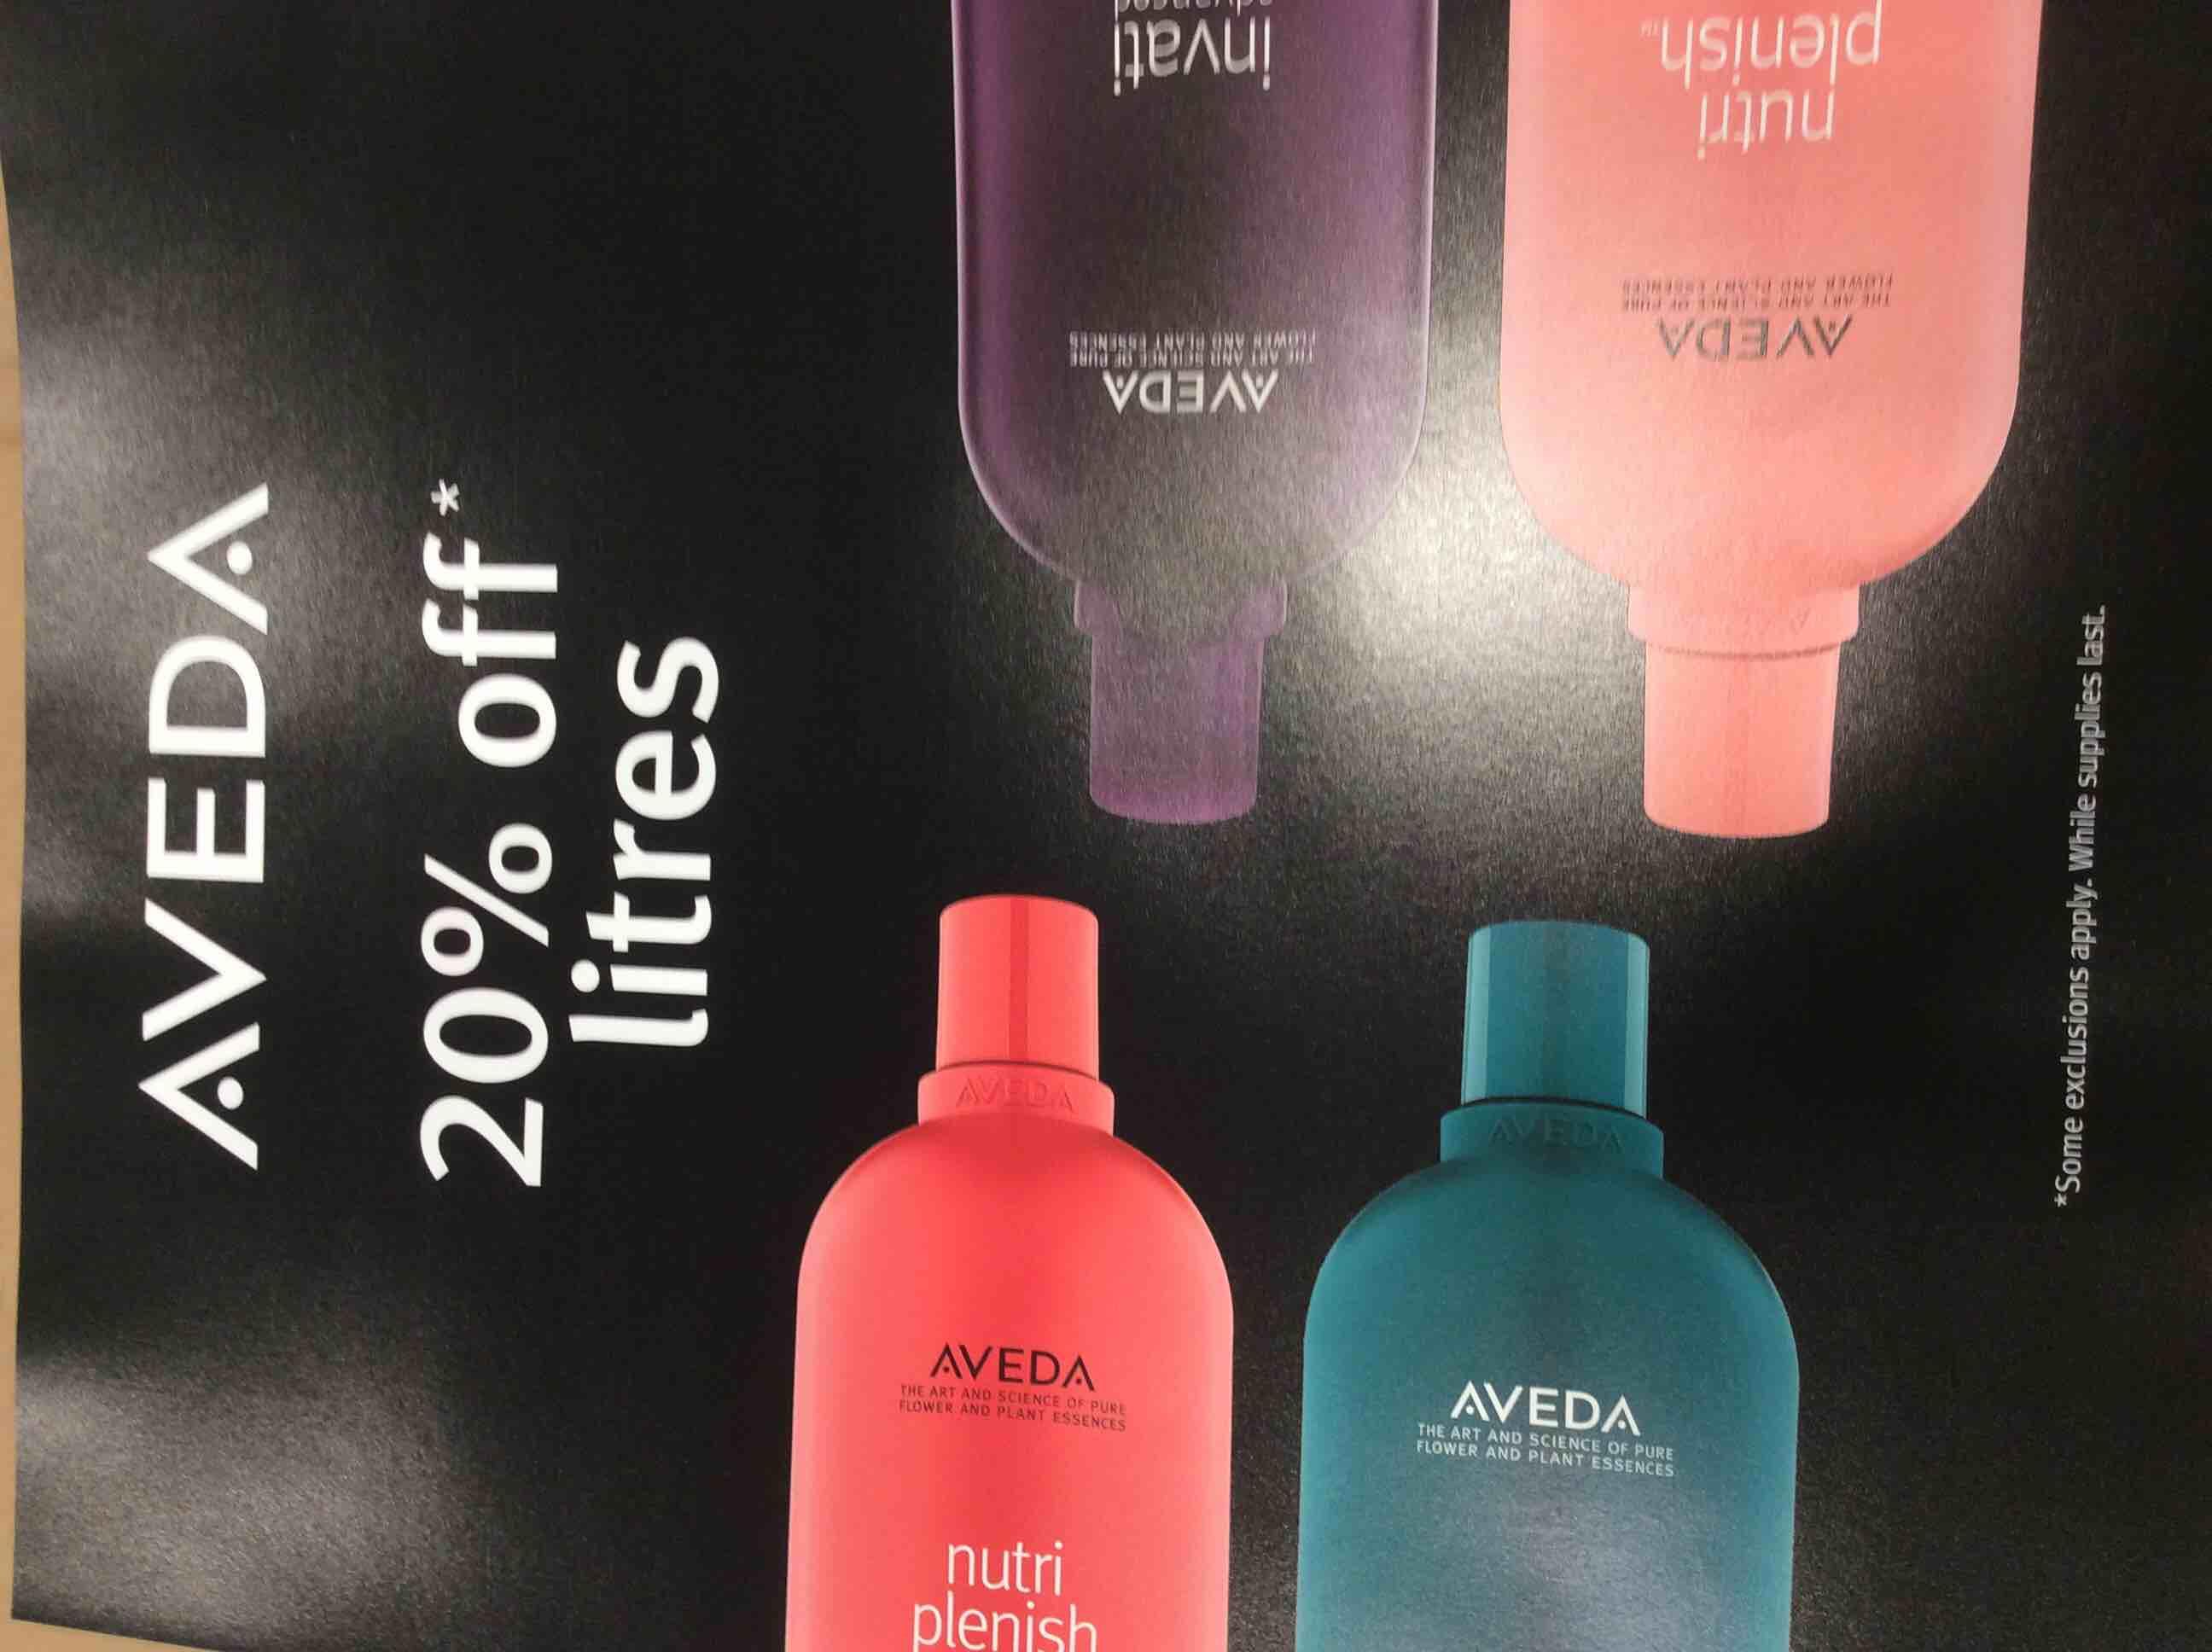 AVEDA
20% off*
litres
AVEDA
THE ART AND SCIENCE OF PURE
FLOWER AND PLANT ESSENCES
invati
advanced
AVEDA
THE ART AND SCIENCE OF PURE
FLOWER AND PLANT ESSENCES
nutri
plenish™
AVEDA
AVEDA
THE ART AND SCIENCE OF PURE
FLOWER AND PLANT ESSENCES
nutri
plenish
AVEDA
AVEDA
THE ART AND SCIENCE OF PURE
FLOWER AND PLANT ESSENCES
*Some exclusions apply. While supplies last.